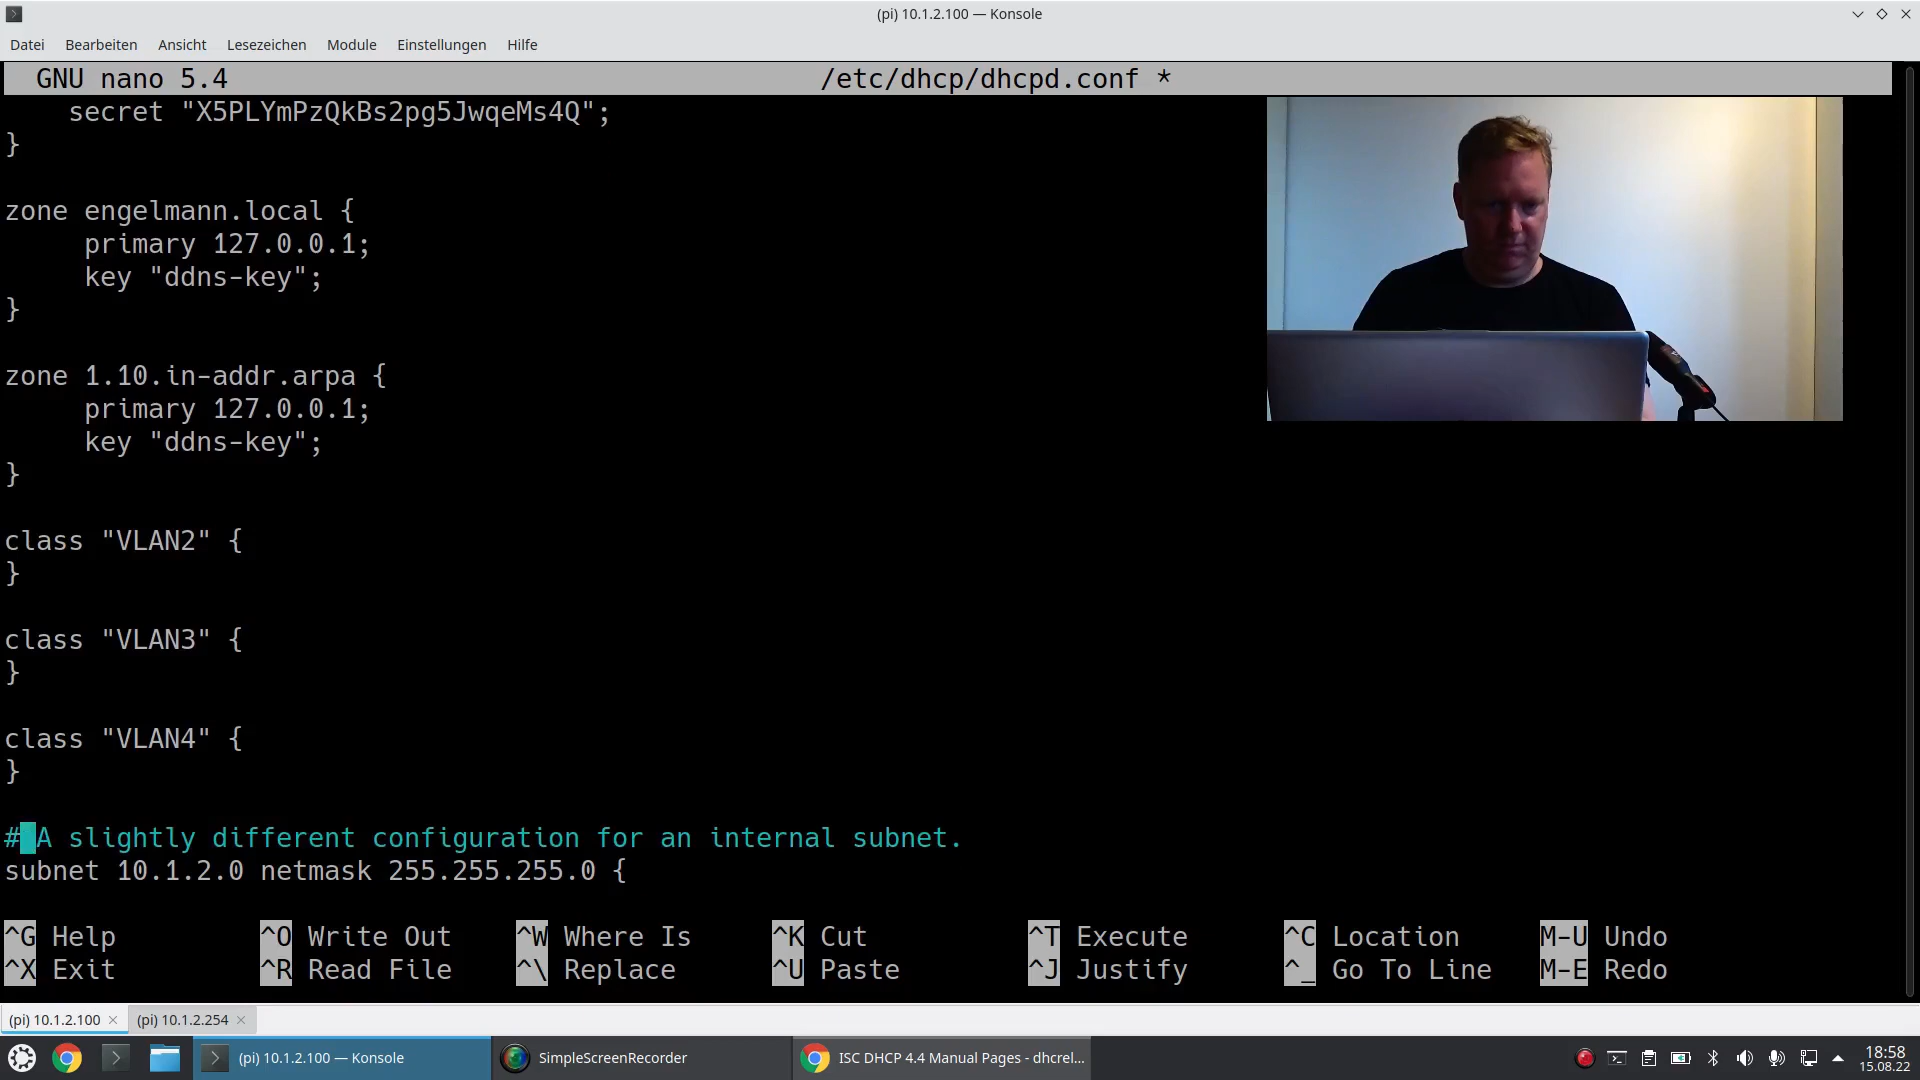 (pi) 10.1.2.100 — Konsole
Datei Bearbeiten Ansicht Lesezeichen Module Einstellungen Hilfe
GNU nano 5.4 /etc/dhcp/dhcpd.conf *
secret "X5PLYmPzQkBs2pg5JwqeMs4Q";
}
zone engelmann.local {
primary 127.0.0.1;
key "ddns-key";
}
zone 1.10.in-addr.arpa {
primary 127.0.0.1;
key "ddns-key";
}
class "VLAN2" {
}
class "VLAN3" {
}
class "VLAN4" {
}
# A slightly different configuration for an internal subnet.
subnet 10.1.2.0 netmask 255.255.255.0 {
^G Help ^O Write Out ^W Where Is ^K Cut ^T Execute ^C Location M-U Undo
^X Exit ^R Read File ^\ Replace ^U Paste ^J Justify ^_ Go To Line M-E Redo
(pi) 10.1.2.100 (pi) 10.1.2.254
(pi) 10.1.2.100 — Konsole SimpleScreenRecorder ISC DHCP 4.4 Manual Pages - dhcrel... 18:58
15.08.22